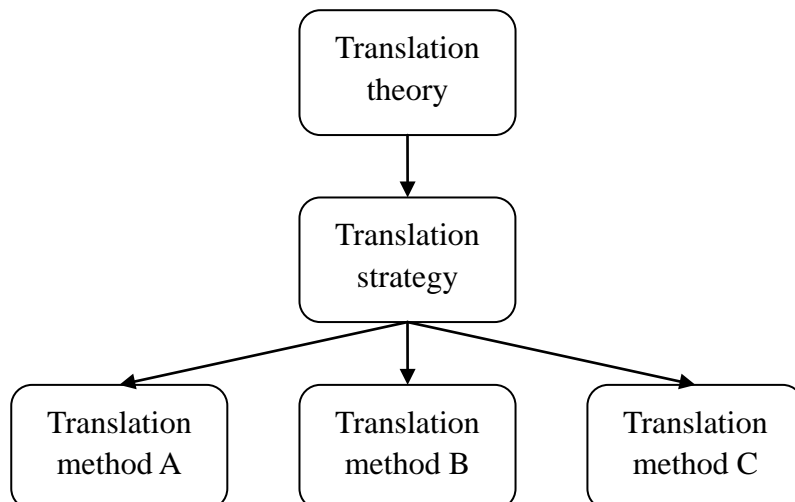 Translation
theory
Translation
strategy
Translation
method A
Translation
method B
Translation
method C